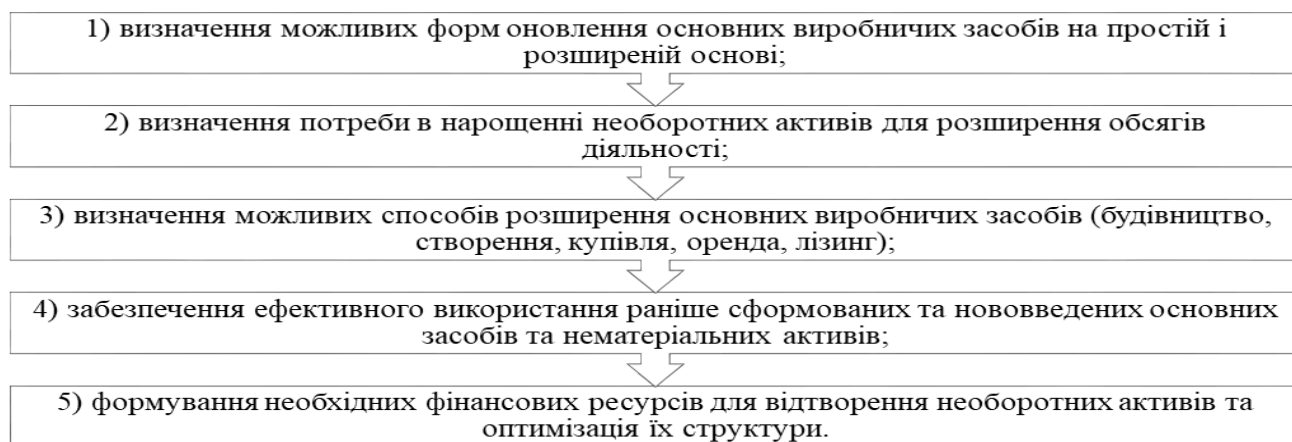 1) визначення можливих форм оновлення основних виробничих засобів на простій і
розширеній основі;
2) визначення потреби в нарощенні необоротних активів для розширення обсягів
діяльності;
3) визначення можливих способів розширення основних виробничих засобів (будівництво,
створення, купівля, оренда, лізинг);
4) забезпечення ефективного використання раніше сформованих та нововведених основних
засобів та нематеріальних активів;
5) формування необхідних фінансових ресурсів для відтворення необоротних активів та
оптимізація їх структури.